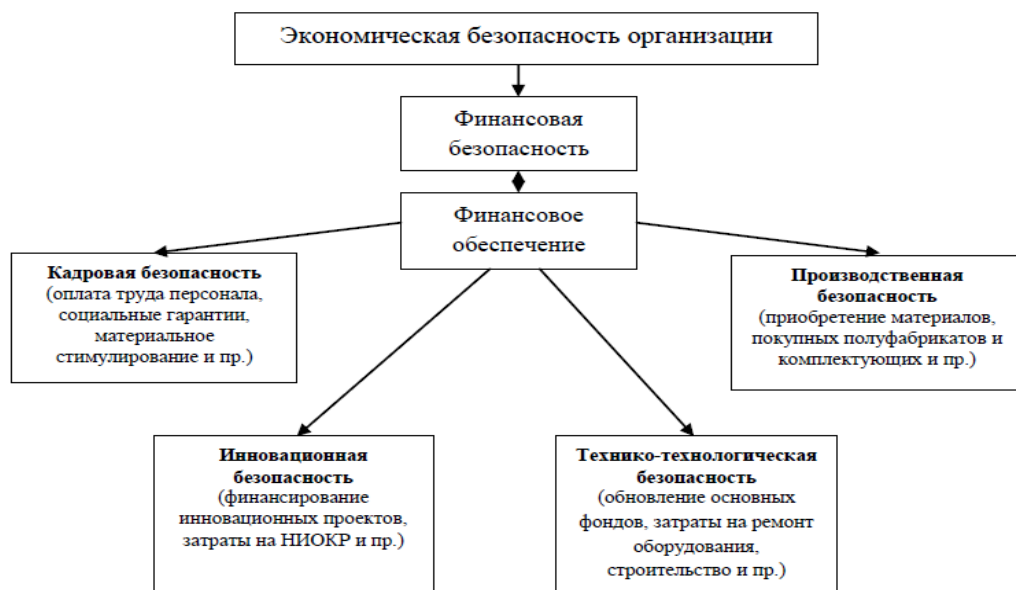 Экономическая безопасность организации
Финансовая
безопасность
Финансовое
обеспечение
Кадровая безопасность
(оплата труда персонала,
социальные гарантии,
материальное
стимулирование и пр.)
Производственная
безопасность
(приобретение материалов,
покупных полуфабрикатов и
комплектующих и пр.)
Инновационная
безопасность
(финансирование
инновационных проектов,
затраты на НИОКР и пр.)
Технико-технологическая
безопасность
(обновление основных
фондов, затраты на ремонт
оборудования,
строительство и пр.)